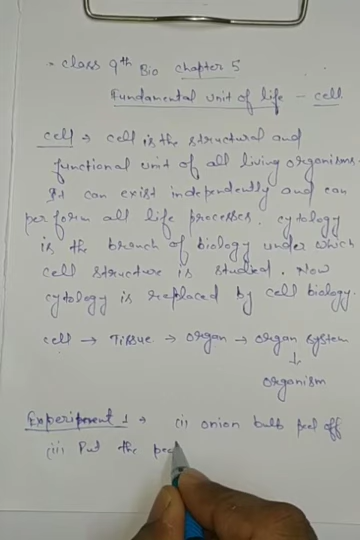 Class 9th Bio chapter 5
Fundamental unit of life - cell
cell → cell is the structural and
functional unit of all living organisms.
It can exist independently and can
perform all life processes. cytology
is the branch of biology under which
cell structure is studied. Now
cytology is replaced by cell biology.
cell → Tissue → organ → organ system
↓
organism
Experiment 1 → (i) onion bulb peel off
(ii) Put the pee